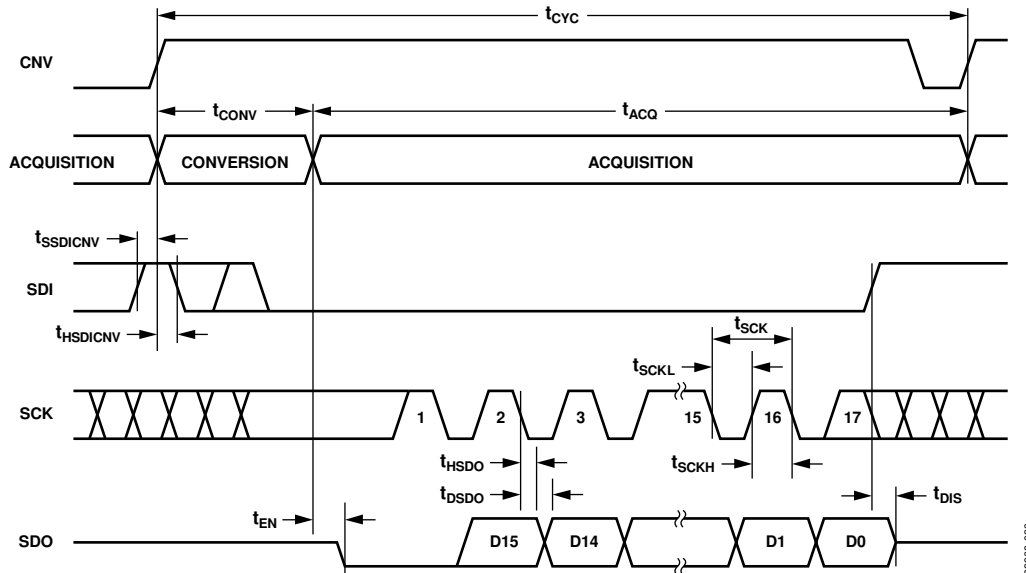 tCYC
CNV
tCONV
tACQ
ACQUISITION
CONVERSION
ACQUISITION
tSSDICNV
SDI
tHSDICNV
tSCK
tSCKL
SCK
1
2
3
15
16
17
tHSDO
tSCKH
tDSDO
tDIS
tEN
SDO
D15
D14
D1
D0